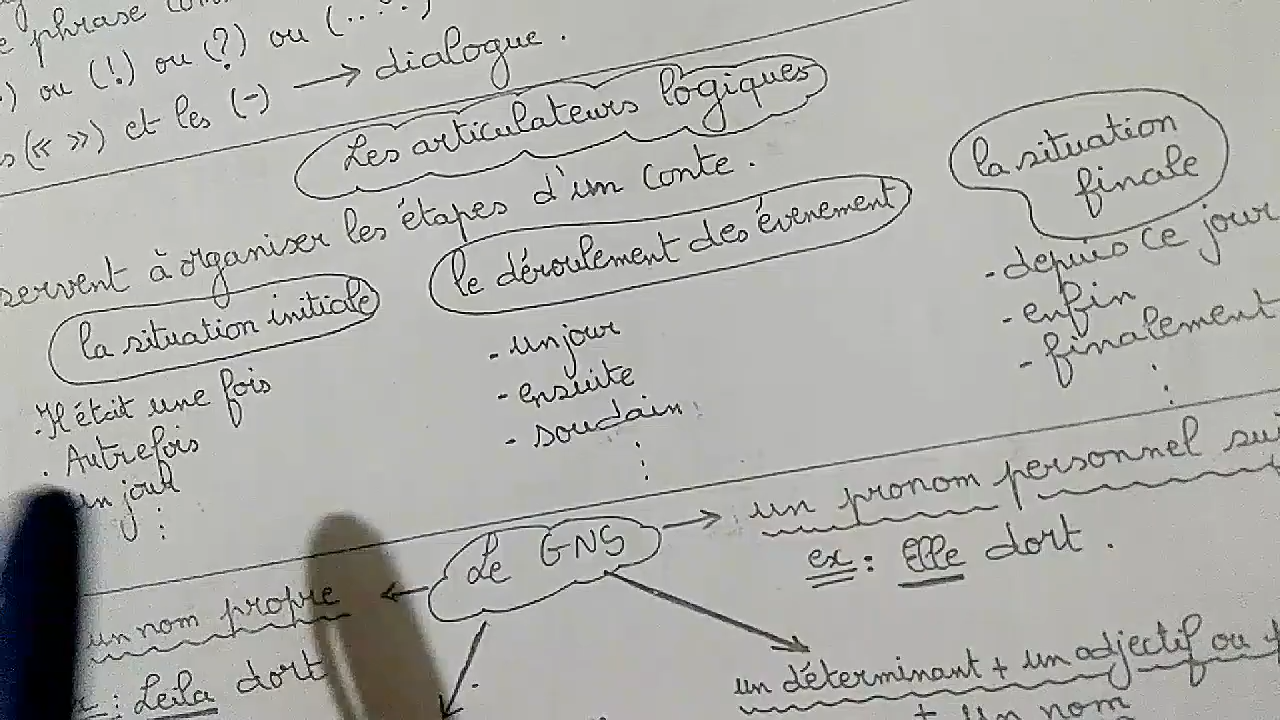 phrase
ou (!) ou (?) ou (....)
(« ») et les (-) → dialogue.
Les articulateurs logiques
servent à organiser les étapes d'un conte.
la situation initiale
- Il était une fois
. Autrefois
un jour
:
le déroulement des évenement
- un jour
- ensuite
- soudain
:
la situation finale
- depuis ce jour
- enfin
- finalement
:
Le GNS
→ un pronom personnel
ex : Elle dort.
un nom propre
: Leila dort
un déterminant + un adjectif ou
+ un nom